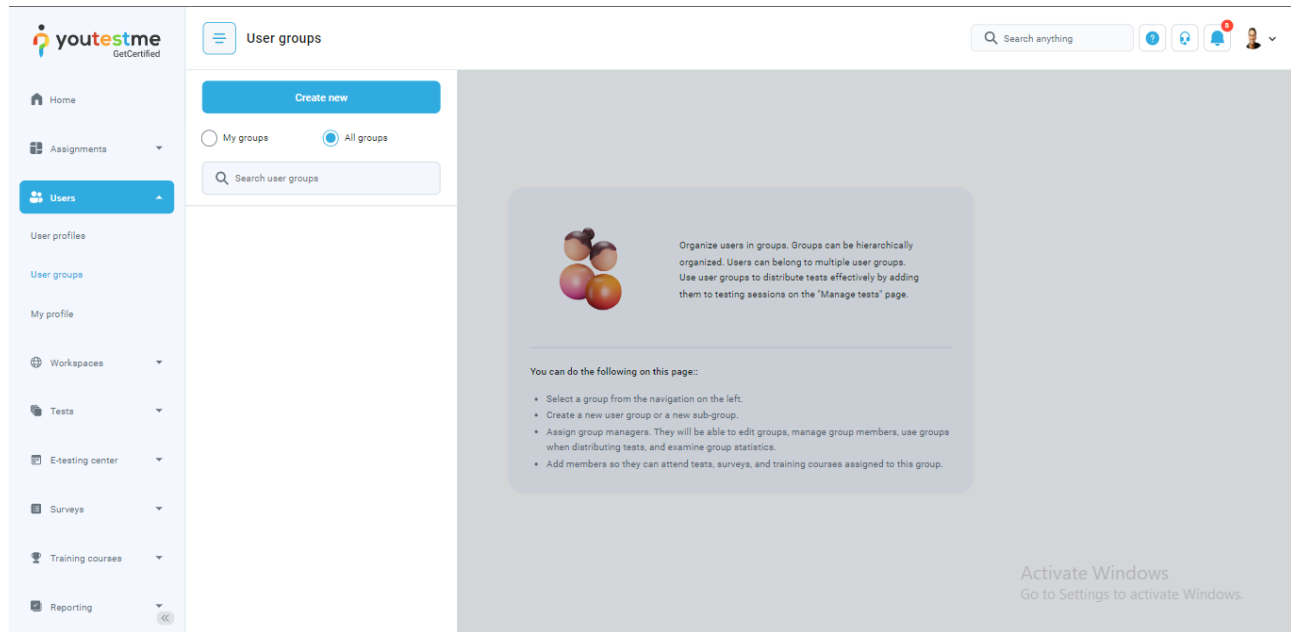 youtestme
GetCertified
User groups
Search anything
?
8
Home
Assignments
Users
User profiles
User groups
My profile
Workspaces
Tests
E-testing center
Surveys
Training courses
Reporting
Create new
My groups
All groups
Search user groups
Organize users in groups. Groups can be hierarchically
organized. Users can belong to multiple user groups.
Use user groups to distribute tests effectively by adding
them to testing sessions on the "Manage tests" page.
You can do the following on this page::
• Select a group from the navigation on the left.
• Create a new user group or a new sub-group.
• Assign group managers. They will be able to edit groups, manage group members, use groups
when distributing tests, and examine group statistics.
• Add members so they can attend tests, surveys, and training courses assigned to this group.
Activate Windows
Go to Settings to activate Windows.